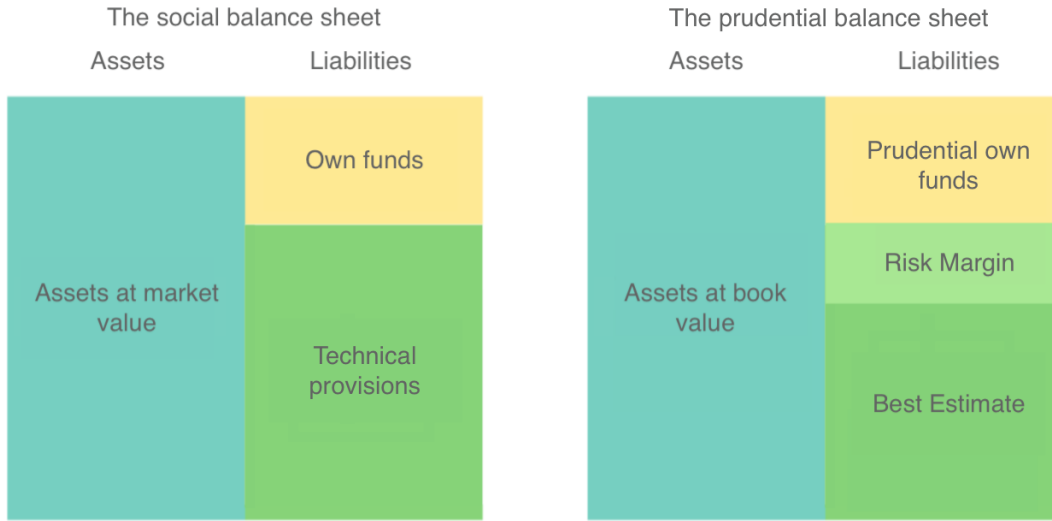 The social balance sheet
Assets
Liabilities
Own funds
Assets at market
value
Technical
provisions
The prudential balance sheet
Assets
Liabilities
Prudential own
funds
Risk Margin
Assets at book
value
Best Estimate